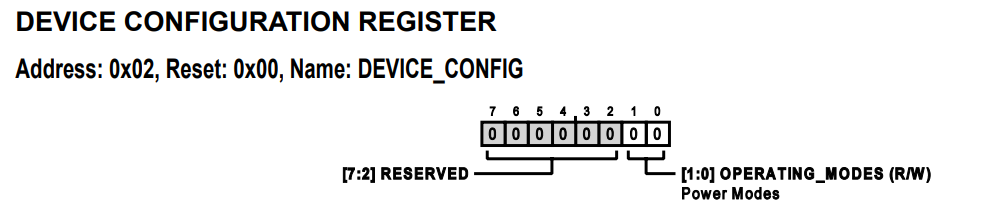 DEVICE CONFIGURATION REGISTER
Address: 0x02, Reset: 0x00, Name: DEVICE_CONFIG
7 6 5 4 3 2 1 0
0 0 0 0 0 0 0 0
[7:2] RESERVED [1:0] OPERATING_MODES (R/W)
Power Modes